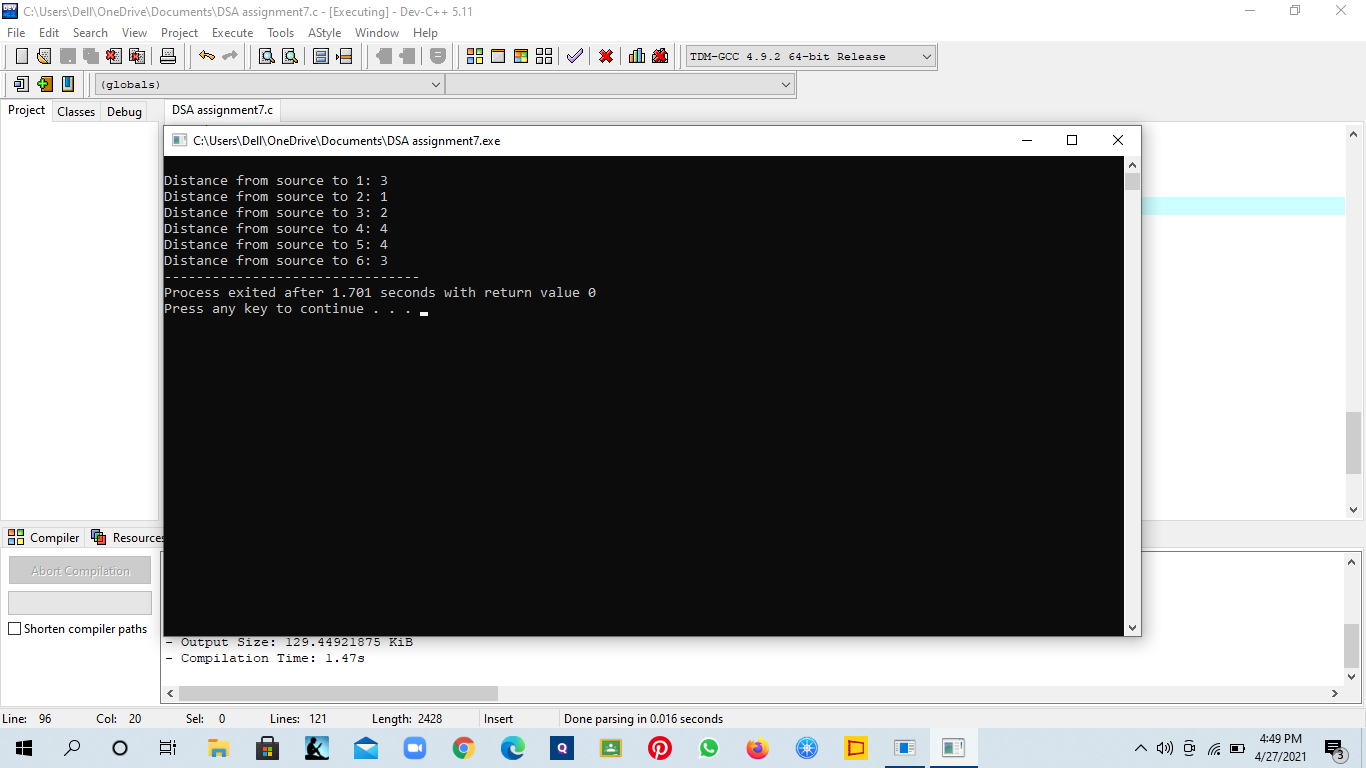 C:\Users\Dell\OneDrive\Documents\DSA assignment7.c - [Executing] - Dev-C++ 5.11
File Edit Search View Project Execute Tools AStyle Window Help
TDM-GCC 4.9.2 64-bit Release
(globals)
Project Classes Debug DSA assignment7.c
C:\Users\Dell\OneDrive\Documents\DSA assignment7.exe
Distance from source to 1: 3
Distance from source to 2: 1
Distance from source to 3: 2
Distance from source to 4: 4
Distance from source to 5: 4
Distance from source to 6: 3
--------------------------------
Process exited after 1.701 seconds with return value 0
Press any key to continue . . .
Compiler Resources
Abort Compilation
Shorten compiler paths
- Output Size: 129.44921875 KiB
- Compilation Time: 1.47s
Line: 96 Col: 20 Sel: 0 Lines: 121 Length: 2428 Insert Done parsing in 0.016 seconds
4:49 PM
4/27/2021
3